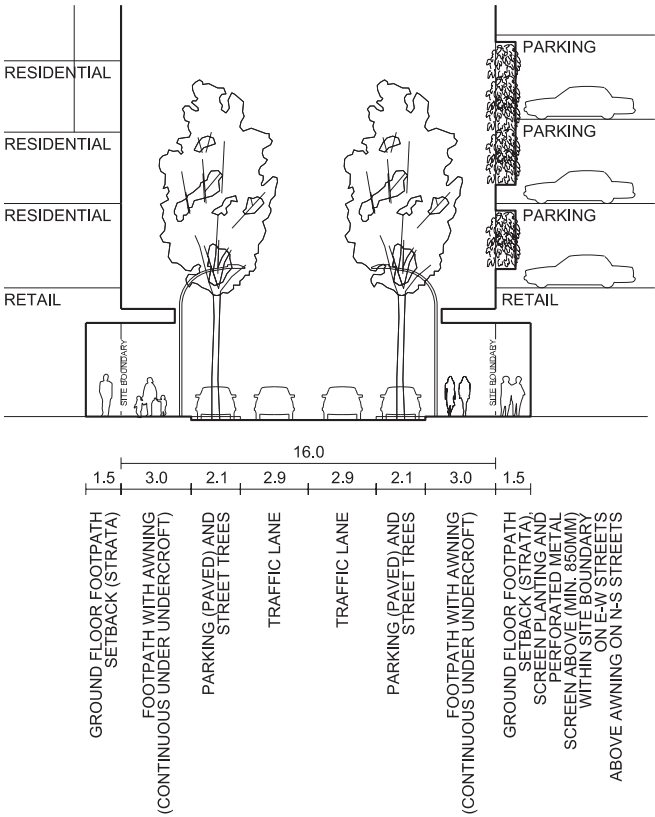 PARKING
RESIDENTIAL
RESIDENTIAL
PARKING
RESIDENTIAL
PARKING
RETAIL
RETAIL
SITE BOUNDARY
SITE BOUNDARY
16.0
1.5 3.0 2.1 2.9 2.9 2.1 3.0 1.5
GROUND FLOOR FOOTPATH
SETBACK (STRATA)
FOOTPATH WITH AWNING
(CONTINUOUS UNDER UNDERCROFT)
PARKING (PAVED) AND
STREET TREES
TRAFFIC LANE
TRAFFIC LANE
PARKING (PAVED) AND
STREET TREES
FOOTPATH WITH AWNING
(CONTINUOUS UNDER UNDERCROFT)
GROUND FLOOR FOOTPATH
SETBACK (STRATA),
SCREEN PLANTING AND
PERFORATED METAL
SCREEN ABOVE (MIN. 850MM)
WITHIN SITE BOUNDARY
ON E-W STREETS
ABOVE AWNING ON N-S STREETS